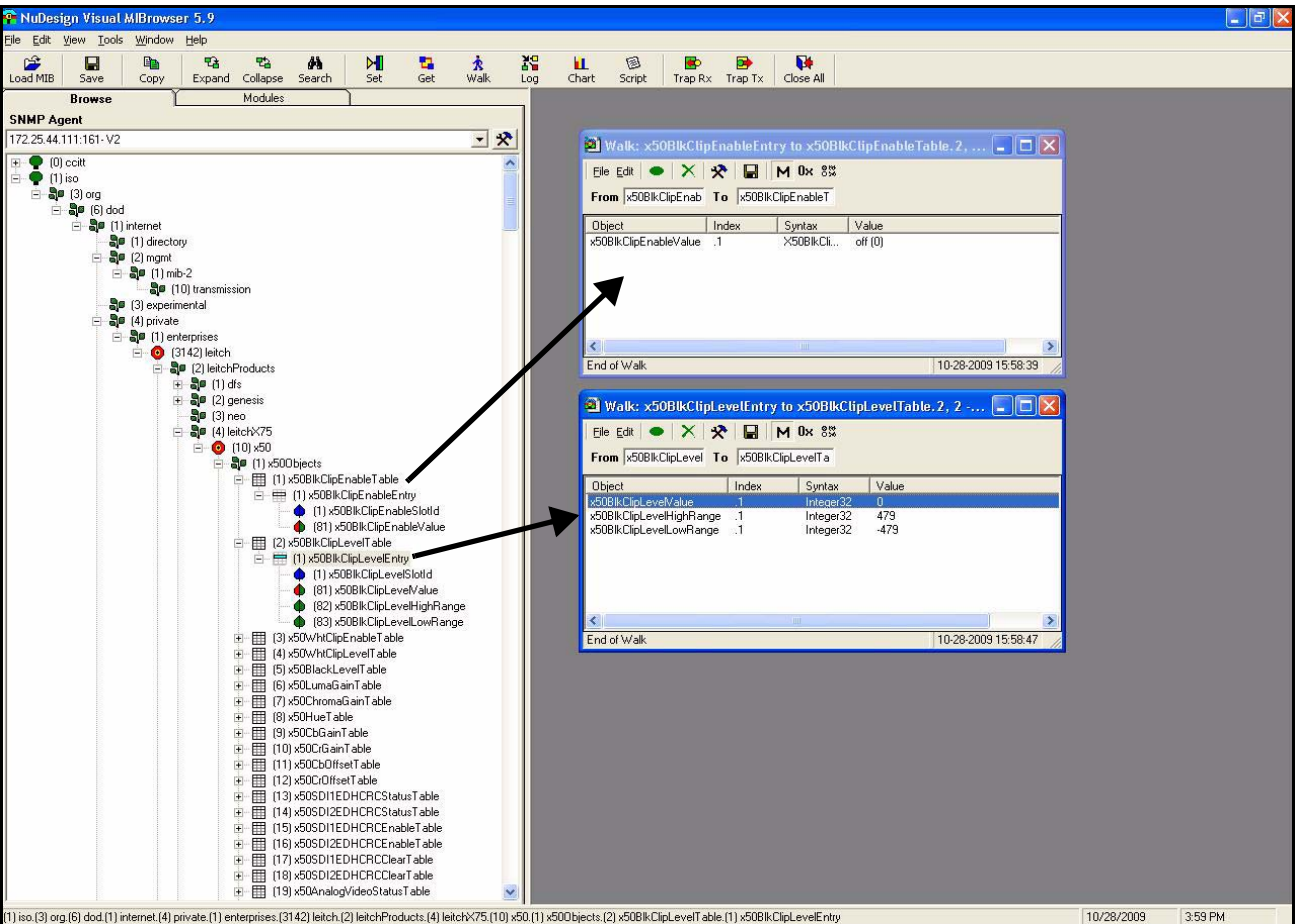 NuDesign Visual MIBrowser 5.9
File Edit View Tools Window Help
Load MIB Save Copy Expand Collapse Search Set Get Walk Log Chart Script Trap Rx Trap Tx Close All
Browse Modules
SNMP Agent
172.25.44.111:161- V2
(0) ccitt
(1) iso
(3) org
(6) dod
(1) internet
(1) directory
(2) mgmt
(1) mib-2
(10) transmission
(3) experimental
(4) private
(1) enterprises
(3142) leitch
(2) leitchProducts
(1) dfs
(2) genesis
(3) neo
(4) leitchX75
(10) x50
(1) x50Objects
(1) x50BlkClipEnableTable
(1) x50BlkClipEnableEntry
(1) x50BlkClipEnableSlotId
(81) x50BlkClipEnableValue
(2) x50BlkClipLevelTable
(1) x50BlkClipLevelEntry
(1) x50BlkClipLevelSlotId
(81) x50BlkClipLevelValue
(82) x50BlkClipLevelHighRange
(83) x50BlkClipLevelLowRange
(3) x50WhtClipEnableTable
(4) x50WhtClipLevelTable
(5) x50BlackLevelTable
(6) x50LumaGainTable
(7) x50ChromaGainTable
(8) x50HueTable
(9) x50CbGainTable
(10) x50CrGainTable
(11) x50CbOffsetTable
(12) x50CrOffsetTable
(13) x50SDI1EDHCRCStatusTable
(14) x50SDI2EDHCRCStatusTable
(15) x50SDI1EDHCRCEnableTable
(16) x50SDI2EDHCRCEnableTable
(17) x50SDI1EDHCRCClearTable
(18) x50SDI2EDHCRCClearTable
(19) x50AnalogVideoStatusTable
Walk: x50BlkClipEnableEntry to x50BlkClipEnableTable.2, ...
File Edit M 0x
From x50BlkClipEnab To x50BlkClipEnableT
Object Index Syntax Value
x50BlkClipEnableValue .1 X50BlkCli... off (0)
End of Walk 10-28-2009 15:58:39
Walk: x50BlkClipLevelEntry to x50BlkClipLevelTable.2, 2 -...
File Edit M 0x
From x50BlkClipLevel To x50BlkClipLevelTa
Object Index Syntax Value
x50BlkClipLevelValue .1 Integer32 0
x50BlkClipLevelHighRange .1 Integer32 479
x50BlkClipLevelLowRange .1 Integer32 -479
End of Walk 10-28-2009 15:58:47
(1) iso.(3) org.(6) dod.(1) internet.(4) private.(1) enterprises.(3142) leitch.(2) leitchProducts.(4) leitchX75.(10) x50.(1) x50Objects.(2) x50BlkClipLevelTable.(1) x50BlkClipLevelEntry 10/28/2009 3:59 PM